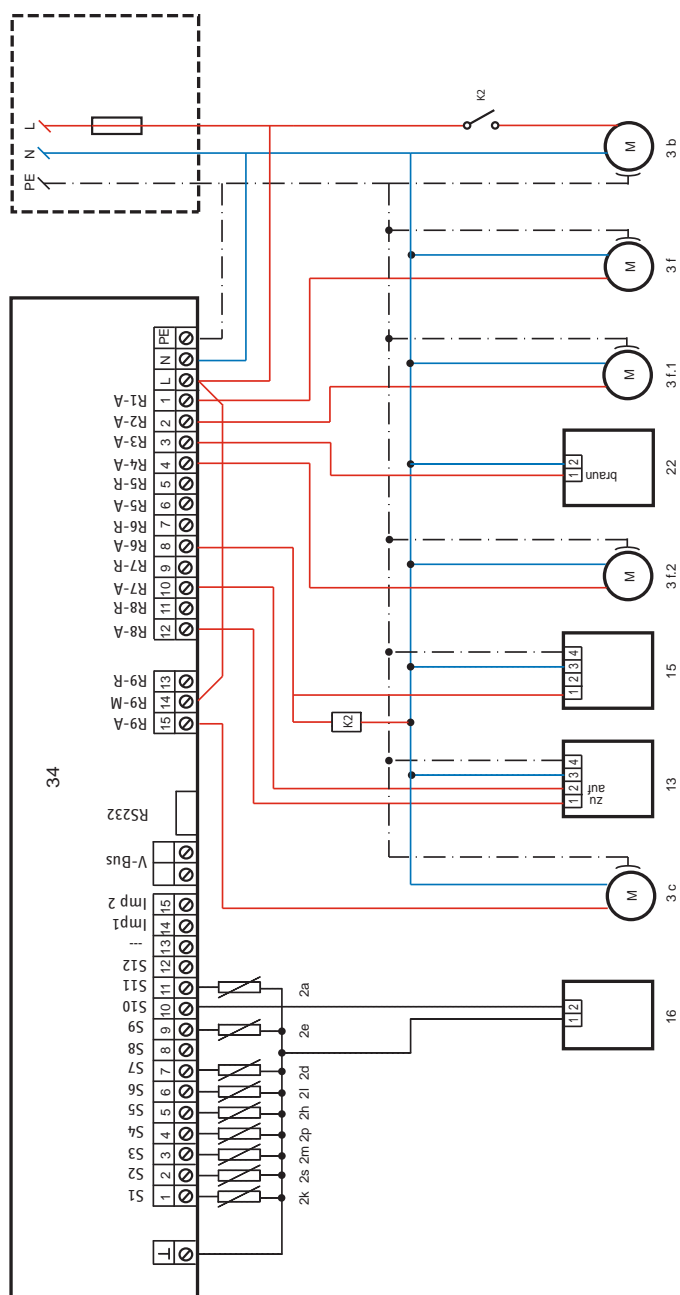 L
N
PE
K2
M
3 b
M
3 f
M
3 f.1
1 2
braun
22
M
3 f.2
1 2 3 4
15
K2
1 2 3 4
zu
auf
13
M
3 c
1 2
16
34
PE
N
L
R1-A 1
R2-A 2
R3-A 3
R4-A 4
R5-R 5
R5-A 6
R6-R 7
R6-A 8
R7-R 9
R7-A 10
R8-R 11
R8-A 12
R9-R 13
R9-M 14
R9-A 15
RS232
V-Bus
Imp 2 15
Imp1 14
--- 13
S12 12
S11 11
S10 10
S9 9
S8 8
S7 7
S6 6
S5 5
S4 4
S3 3
S2 2
S1 1
2a
2e
2d
2l
2h
2p
2m
2s
2k